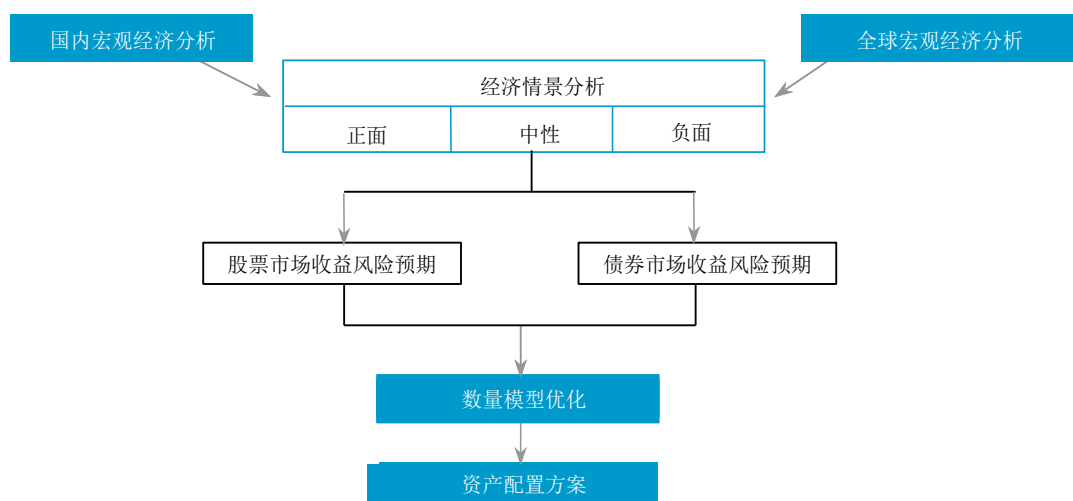 国内宏观经济分析
全球宏观经济分析
经济情景分析
正面
中性
负面
股票市场收益风险预期
债券市场收益风险预期
数量模型优化
资产配置方案